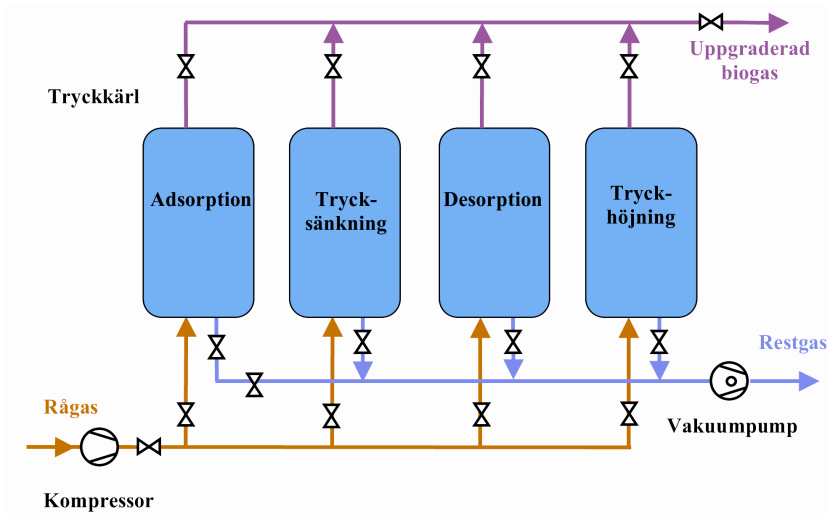 Uppgraderad
biogas
Tryckkärl
Adsorption
Tryck-
sänkning
Desorption
Tryck-
höjning
Restgas
Rågas
Vakuumpump
Kompressor